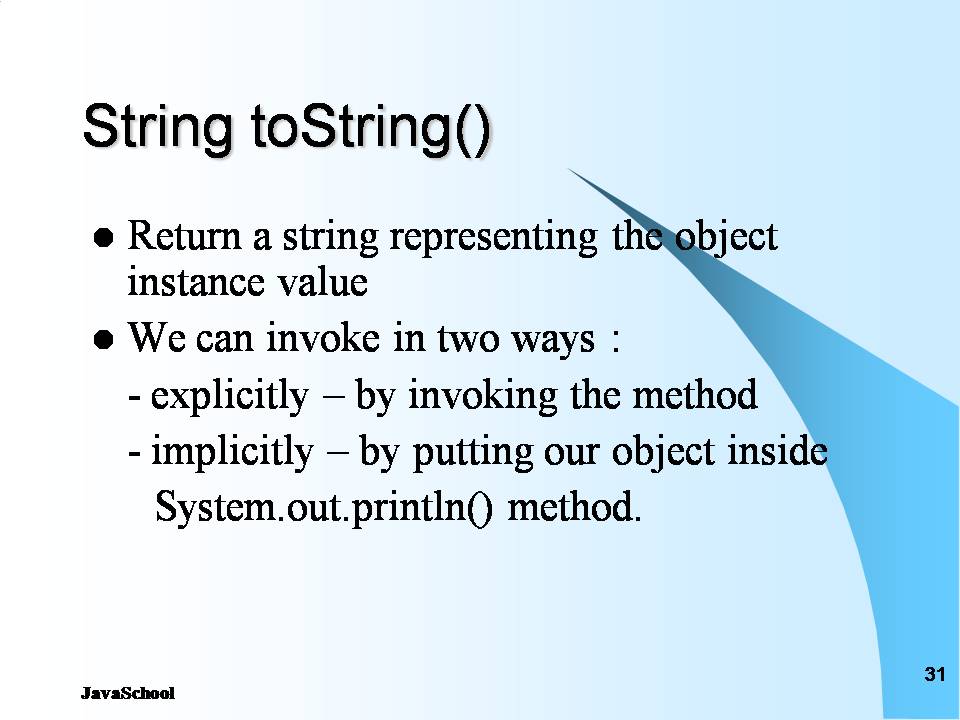 String toString()
● Return a string representing the object
instance value
● We can invoke in two ways :
- explicitly – by invoking the method
- implicitly – by putting our object inside
System.out.println() method.
31
JavaSchool